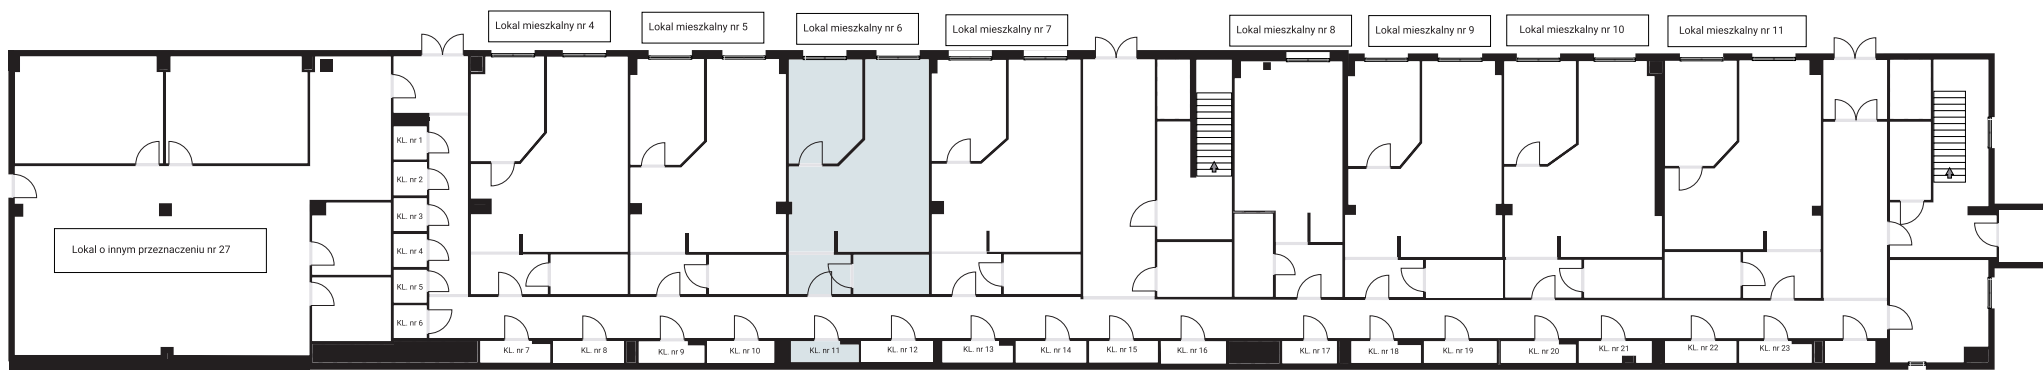 Lokal mieszkalny nr 4
Lokal mieszkalny nr 5
Lokal mieszkalny nr 6
Lokal mieszkalny nr 7
Lokal mieszkalny nr 8
Lokal mieszkalny nr 9
Lokal mieszkalny nr 10
Lokal mieszkalny nr 11
KL. nr 1
KL. nr 2
KL. nr 3
KL. nr 4
KL. nr 5
KL. nr 6
Lokal o innym przeznaczeniu nr 27
KL. nr 7
KL. nr 8
KL. nr 9
KL. nr 10
KL. nr 11
KL. nr 12
KL. nr 13
KL. nr 14
KL. nr 15
KL. nr 16
KL. nr 17
KL. nr 18
KL. nr 19
KL. nr 20
KL. nr 21
KL. nr 22
KL. nr 23